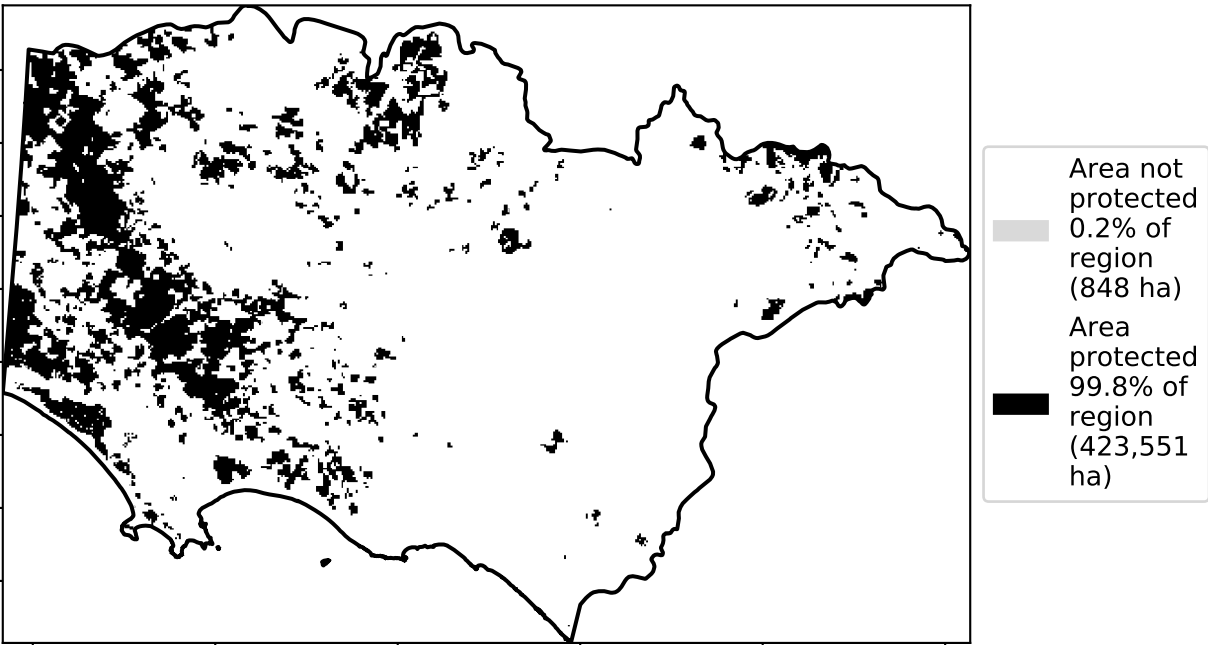 Area not
protected
0.2% of
region
(848 ha)
Area
protected
99.8% of
region
(423,551
ha)